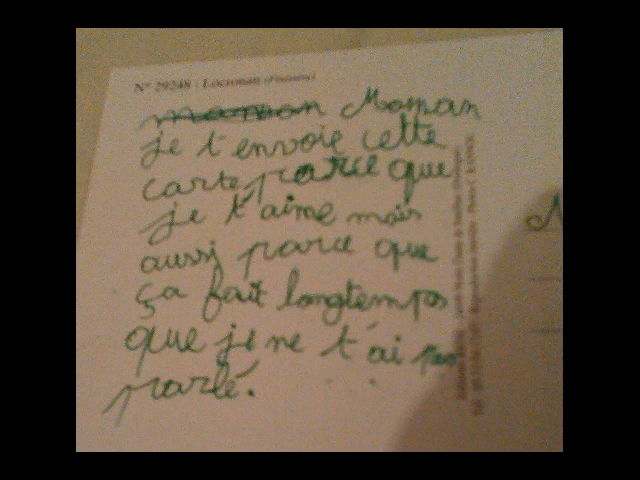 N° 29248 : Locronan (Finistère)
maman Maman
je t'envoie cette
carte parce que
je t'aime mais
aussi parce que
ça fait longtemps
que je ne t'ai pas
parlé.